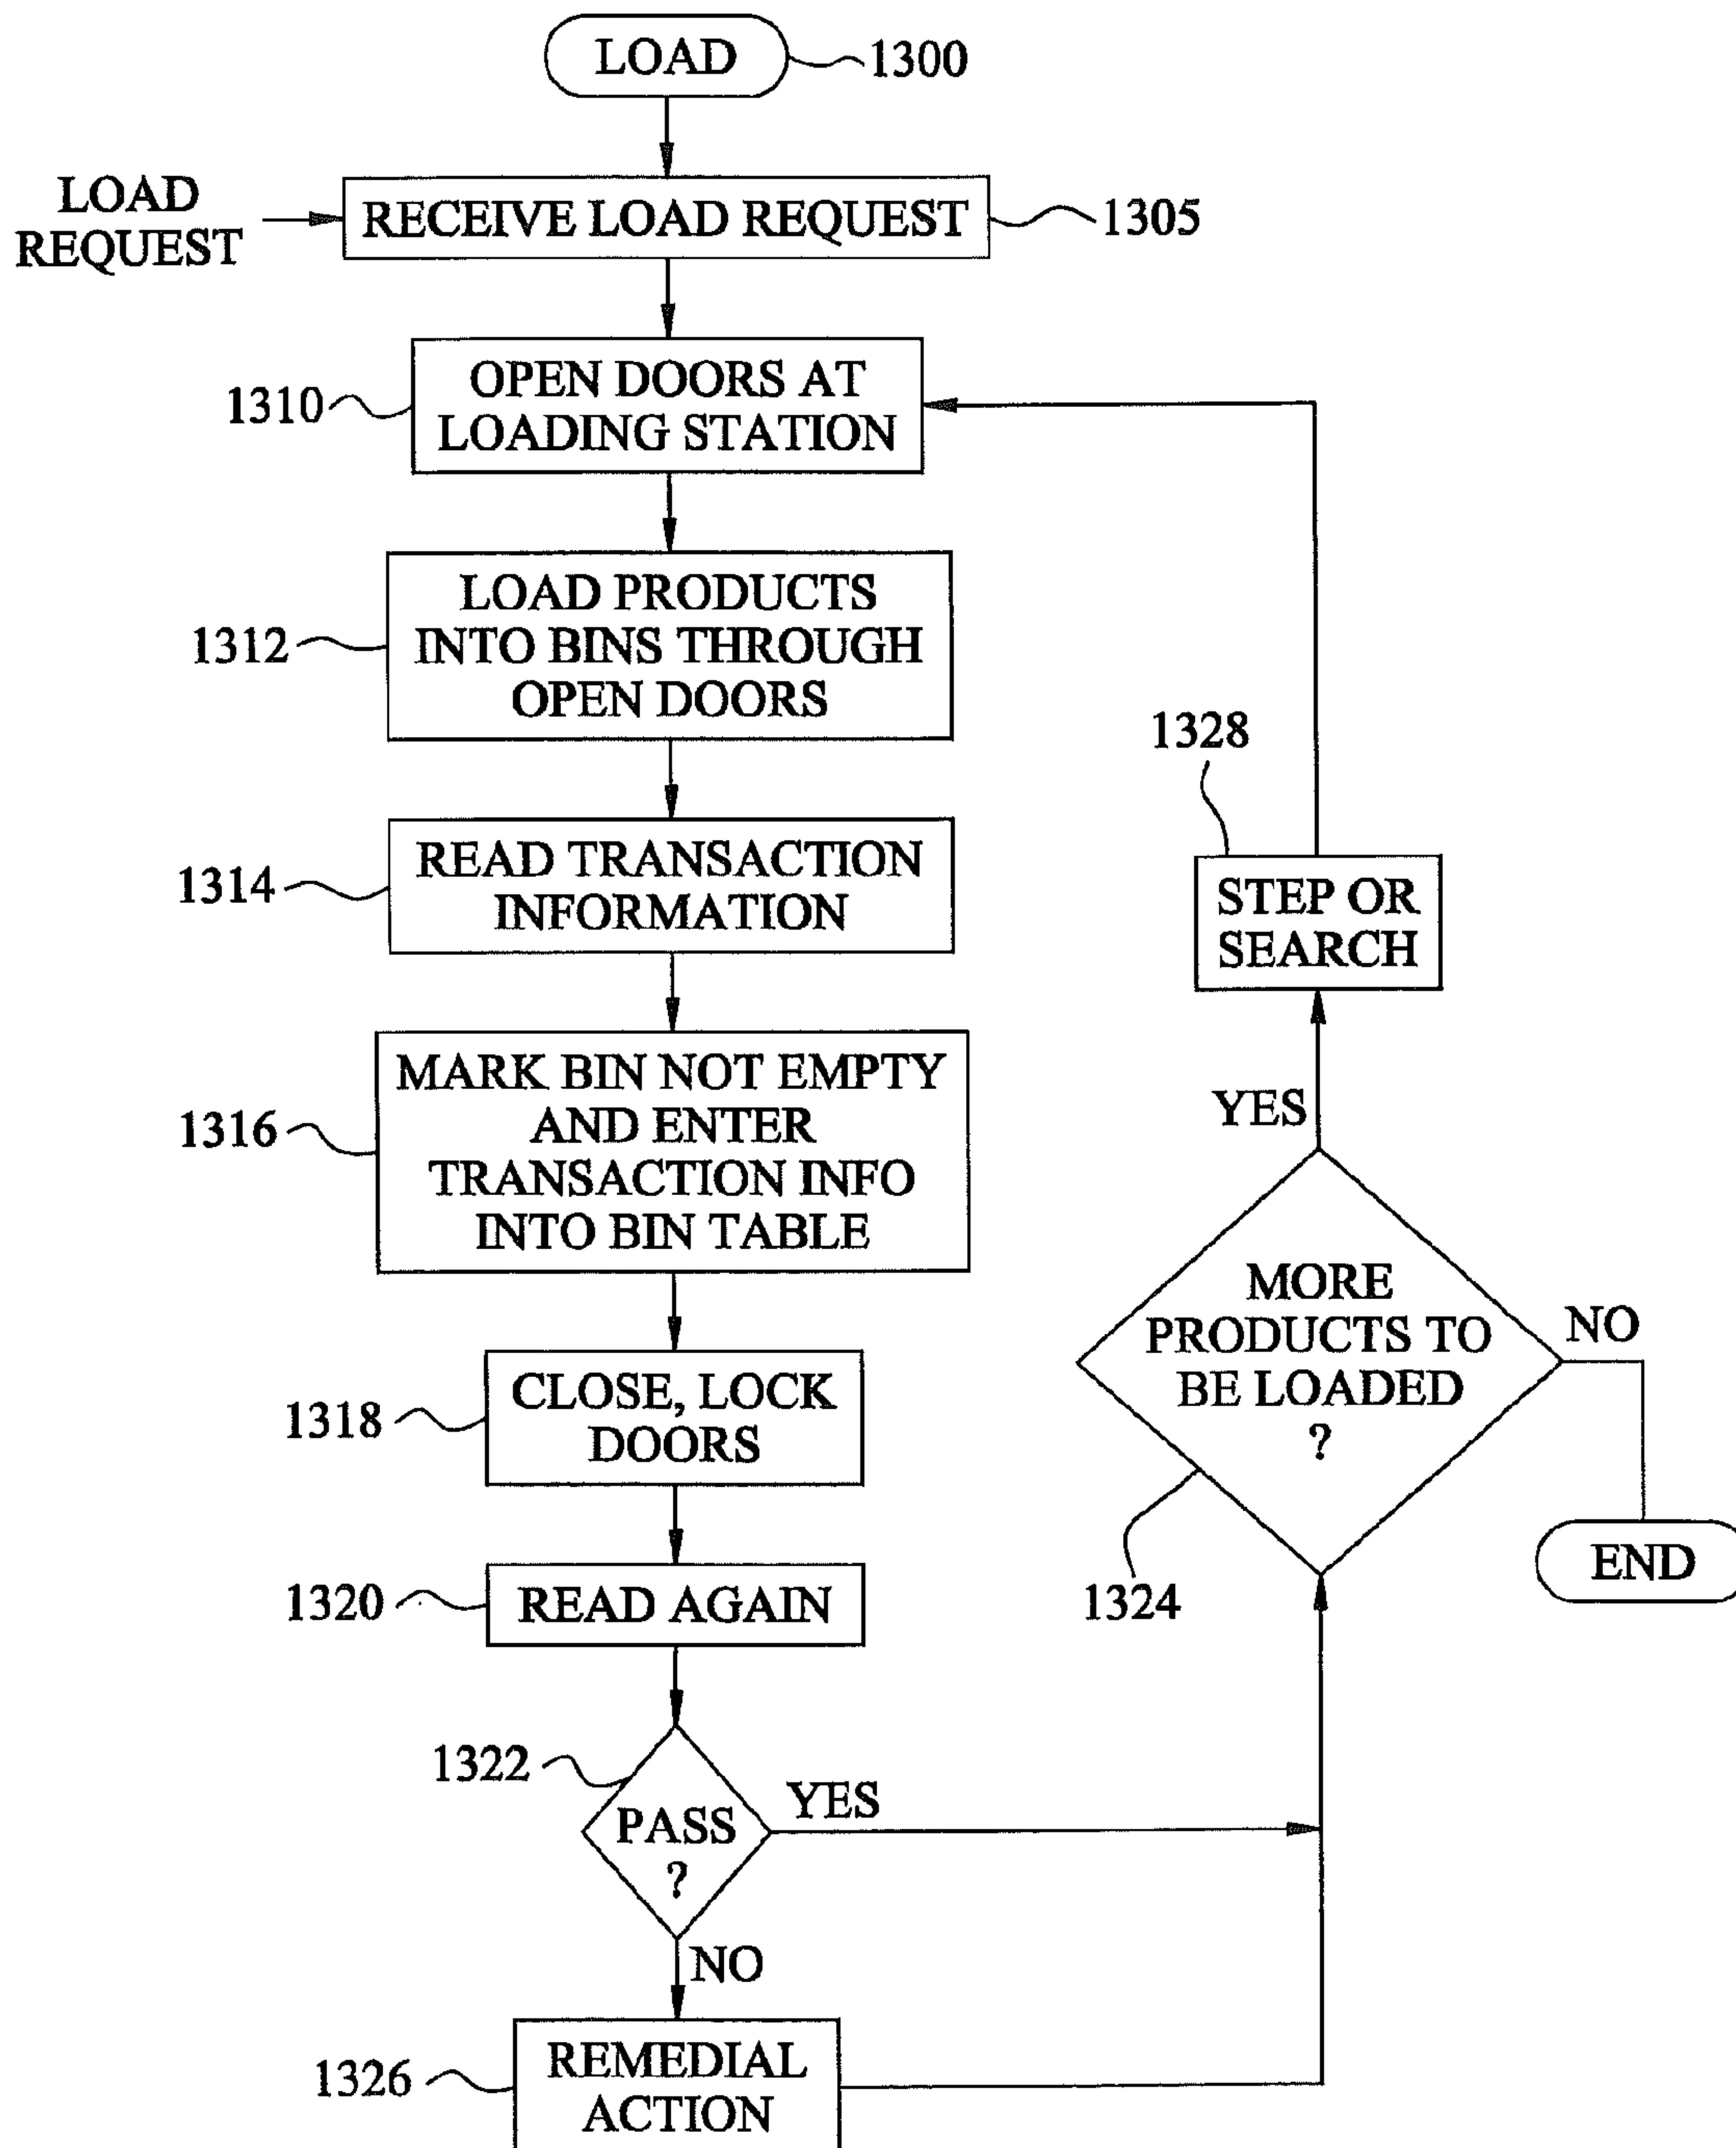 LOAD
1300
LOAD
REQUEST
RECEIVE LOAD REQUEST
1305
1310
OPEN DOORS AT
LOADING STATION
1312
LOAD PRODUCTS
INTO BINS THROUGH
OPEN DOORS
1314
READ TRANSACTION
INFORMATION
1316
MARK BIN NOT EMPTY
AND ENTER
TRANSACTION INFO
INTO BIN TABLE
1318
CLOSE, LOCK
DOORS
1320
READ AGAIN
1322
PASS
?
YES
NO
1326
REMEDIAL
ACTION
1328
STEP OR
SEARCH
YES
MORE
PRODUCTS TO
BE LOADED
?
NO
1324
END